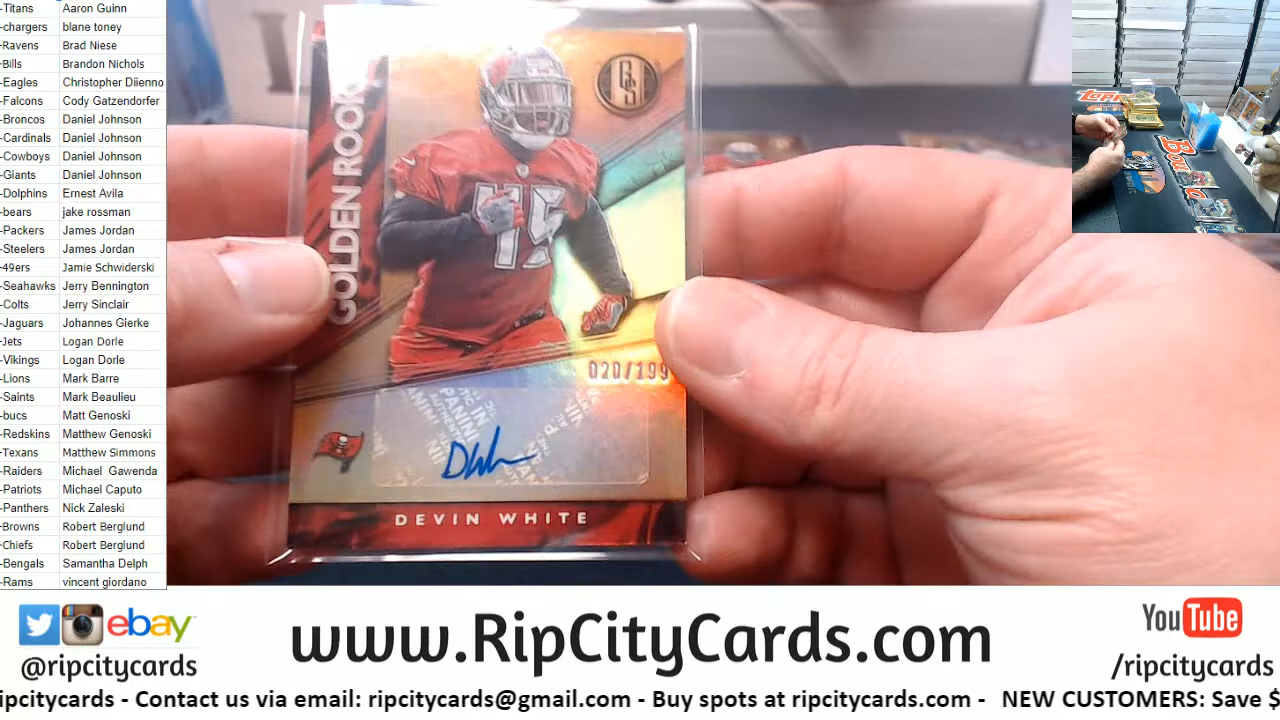 -Titans Aaron Guinn
-chargers blane toney
-Ravens Brad Niese
-Bills Brandon Nichols
-Eagles Christopher Diienno
-Falcons Cody Gatzendorfer
-Broncos Daniel Johnson
-Cardinals Daniel Johnson
-Cowboys Daniel Johnson
-Giants Daniel Johnson
-Dolphins Ernest Avila
-bears jake rossman
-Packers James Jordan
-Steelers James Jordan
-49ers Jamie Schwiderski
-Seahawks Jerry Bennington
-Colts Jerry Sinclair
-Jaguars Johannes Gierke
-Jets Logan Dorle
-Vikings Logan Dorle
-Lions Mark Barre
-Saints Mark Beaulieu
-bucs Matt Genoski
-Redskins Matthew Genoski
-Texans Matthew Simmons
-Raiders Michael Gawenda
-Patriots Michael Caputo
-Panthers Nick Zaleski
-Browns Robert Berglund
-Chiefs Robert Berglund
-Bengals Samantha Delph
-Rams vincent giordano
GOLDEN ROOK
GS
45
020/199
PANINI
DEVIN WHITE
TOPPS
ebay
@ripcitycards
www.RipCityCards.com
YouTube
/ripcitycards
ripcitycards - Contact us via email: ripcitycards@gmail.com - Buy spots at ripcitycards.com - NEW CUSTOMERS: Save $